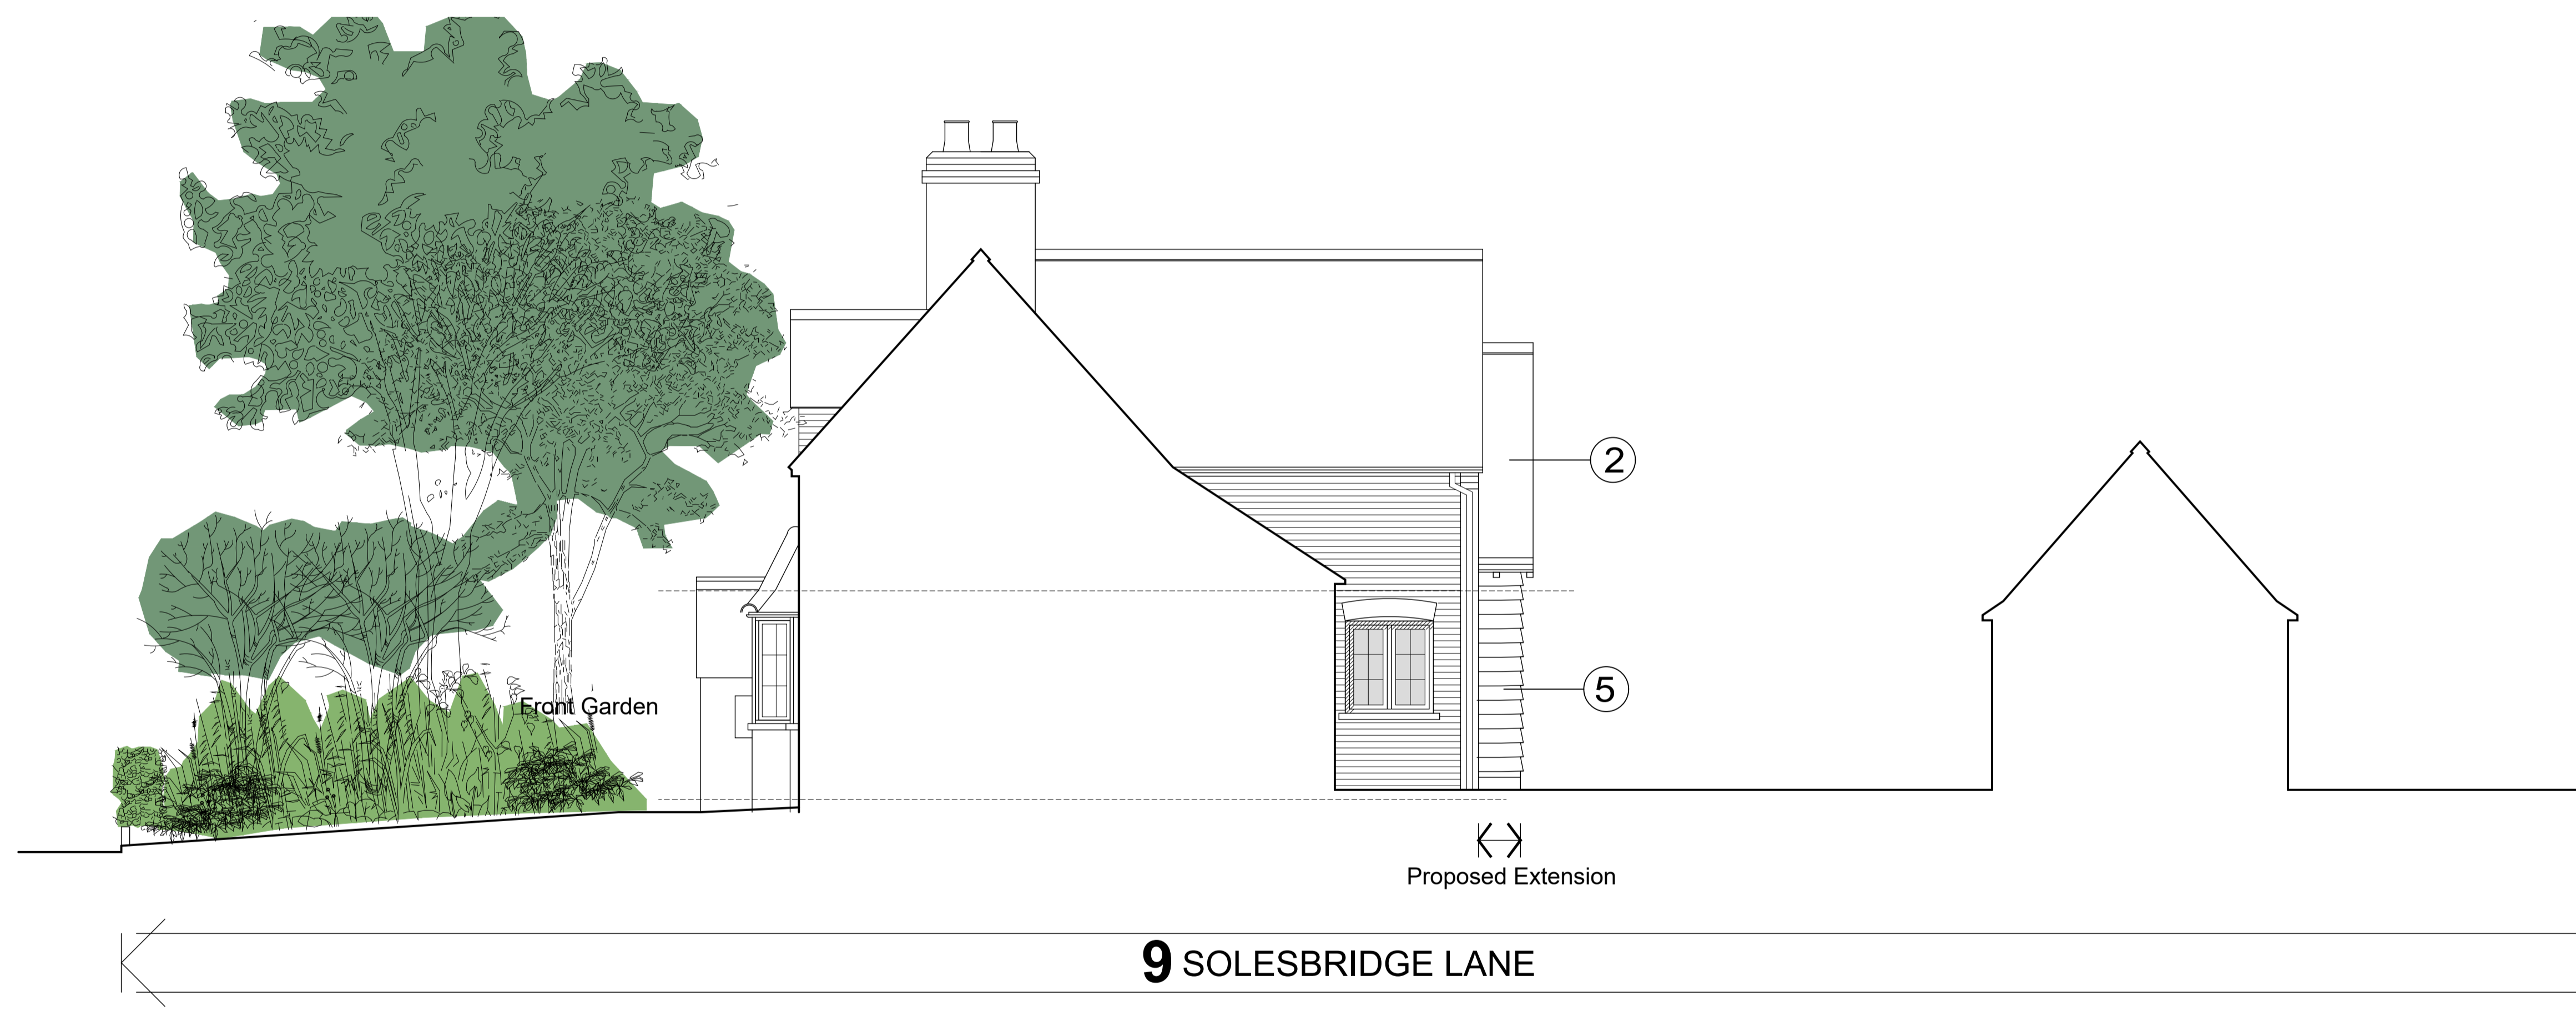 2
5
Front Garden
Proposed Extension
9 SOLESBRIDGE LANE